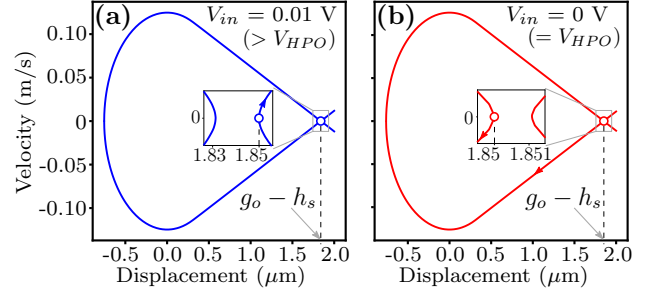 (a)
V_in = 0.01 V
(> V_HPO)
(b)
V_in = 0 V
(= V_HPO)
Velocity (m/s)
0.10
0.05
0
-0.05
-0.10
0
1.83
1.85
0
1.85
1.851
g_o − h_s
g_o − h_s
-0.5
0.0
0.5
1.0
1.5
2.0
-0.5
0.0
0.5
1.0
1.5
2.0
Displacement (μm)
Displacement (μm)